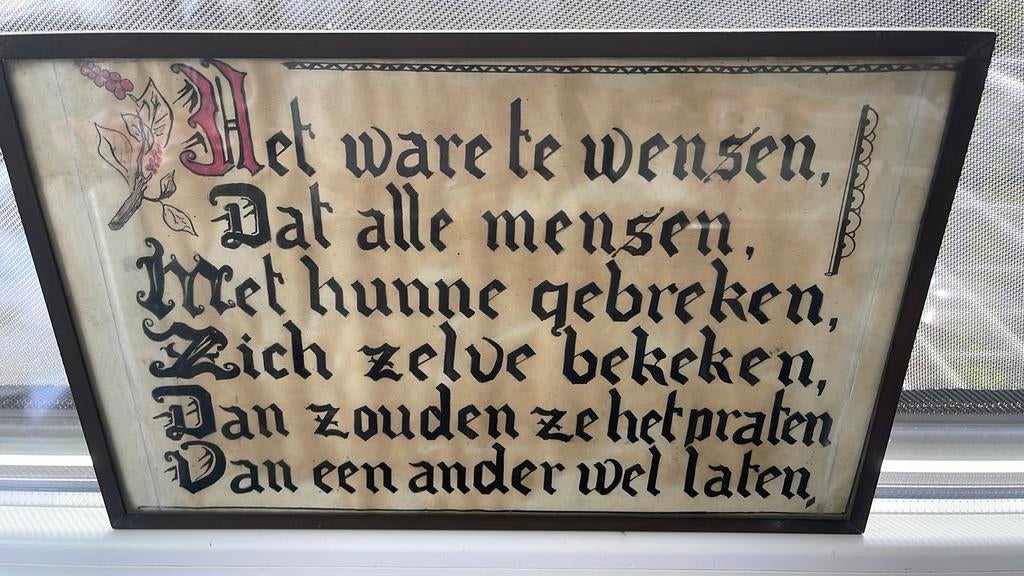 Het ware te wensen,
Dat alle mensen,
Met hunne gebreken,
Zich zelve bekeken,
Dan zouden ze het praten
Van een ander wel laten,